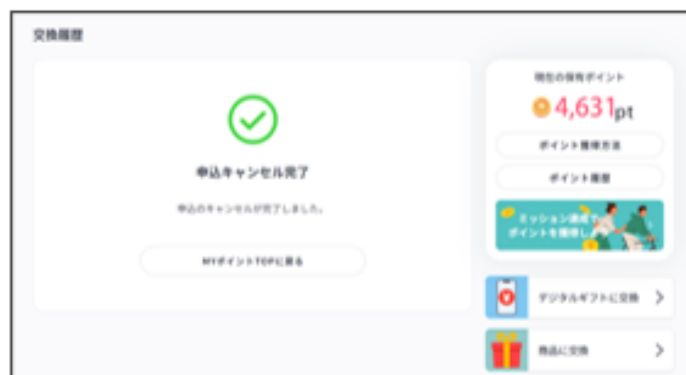 交換履歴
申込キャンセル完了
申込のキャンセルが完了しました。
MYポイントTOPに戻る
現在の保有ポイント
4,631pt
ポイント獲得方法
ポイント履歴
ミッション達成で
ポイントを獲得しよう
デジタルギフトに交換
商品に交換